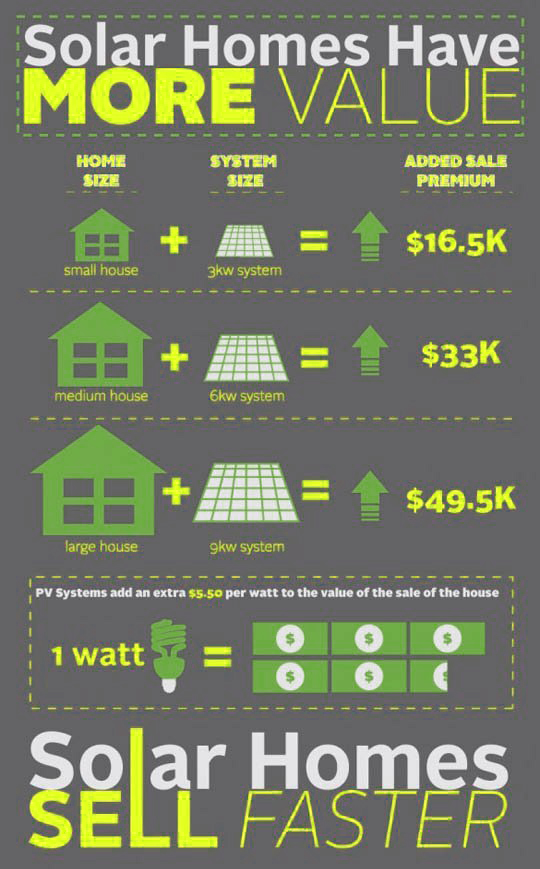 Solar Homes Have
MORE VALUE
HOME SIZE
SYSTEM SIZE
ADDED SALE PREMIUM
+ = $16.5K
small house
3kw system
+ = $33K
medium house
6kw system
+ = $49.5K
large house
9kw system
PV Systems add an extra $5.50 per watt to the value of the sale of the house
1 watt = $ $ $
$ $ $
Solar Homes
SELL FASTER